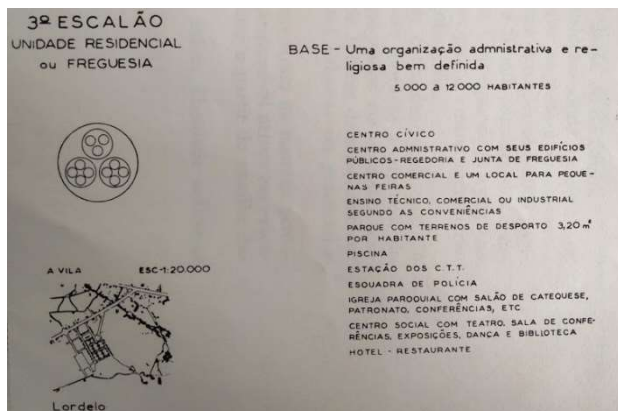 3º ESCALÃO
UNIDADE RESIDENCIAL
ou FREGUESIA
BASE - Uma organização admnistrativa e re-
ligiosa bem definida
5.000 a 12000 HABITANTES
CENTRO CÍVICO
CENTRO ADMNISTRATIVO COM SEUS EDIFÍCIOS
PÚBLICOS - REGEDORIA E JUNTA DE FREGUESIA
CENTRO COMERCIAL E UM LOCAL PARA PEQUE-
NAS FEIRAS
ENSINO TÉCNICO, COMERCIAL OU INDUSTRIAL
SEGUNDO AS CONVENIÊNCIAS
PARQUE COM TERRENOS DE DESPORTO 3,20 m²
POR HABITANTE
PISCINA
ESTAÇÃO DOS C.T.T.
ESQUADRA DE POLÍCIA
IGREJA PAROQUIAL COM SALÃO DE CATEQUESE,
PATRONATO, CONFERÊNCIAS, ETC
CENTRO SOCIAL COM TEATRO, SALA DE CONFE-
RÊNCIAS, EXPOSIÇÕES, DANÇA E BIBLIOTECA
HOTEL - RESTAURANTE
A VILA ESC-1:20.000
Lordelo